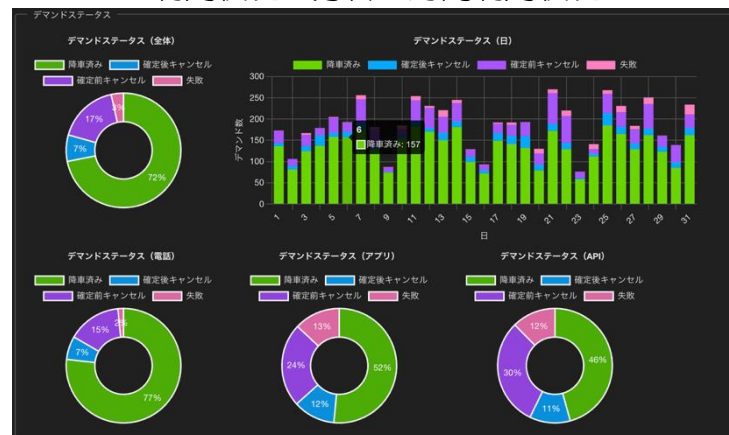 デマンドステータス
デマンドステータス（全体）
降車済み 確定後キャンセル
確定前キャンセル 失敗
3%
17%
7%
72%
デマンドステータス（日）
降車済み 確定後キャンセル 確定前キャンセル 失敗
デマンド数
300
250
200
150
100
50
0
6
降車済み: 157
1 3 5 7 9 11 13 15 17 19 21 23 25 27 29 31
日
デマンドステータス（電話）
降車済み 確定後キャンセル
確定前キャンセル 失敗
2%
15%
7%
77%
デマンドステータス（アプリ）
降車済み 確定後キャンセル
確定前キャンセル 失敗
13%
24%
52%
12%
デマンドステータス（API）
降車済み 確定後キャンセル
確定前キャンセル 失敗
12%
46%
30%
11%